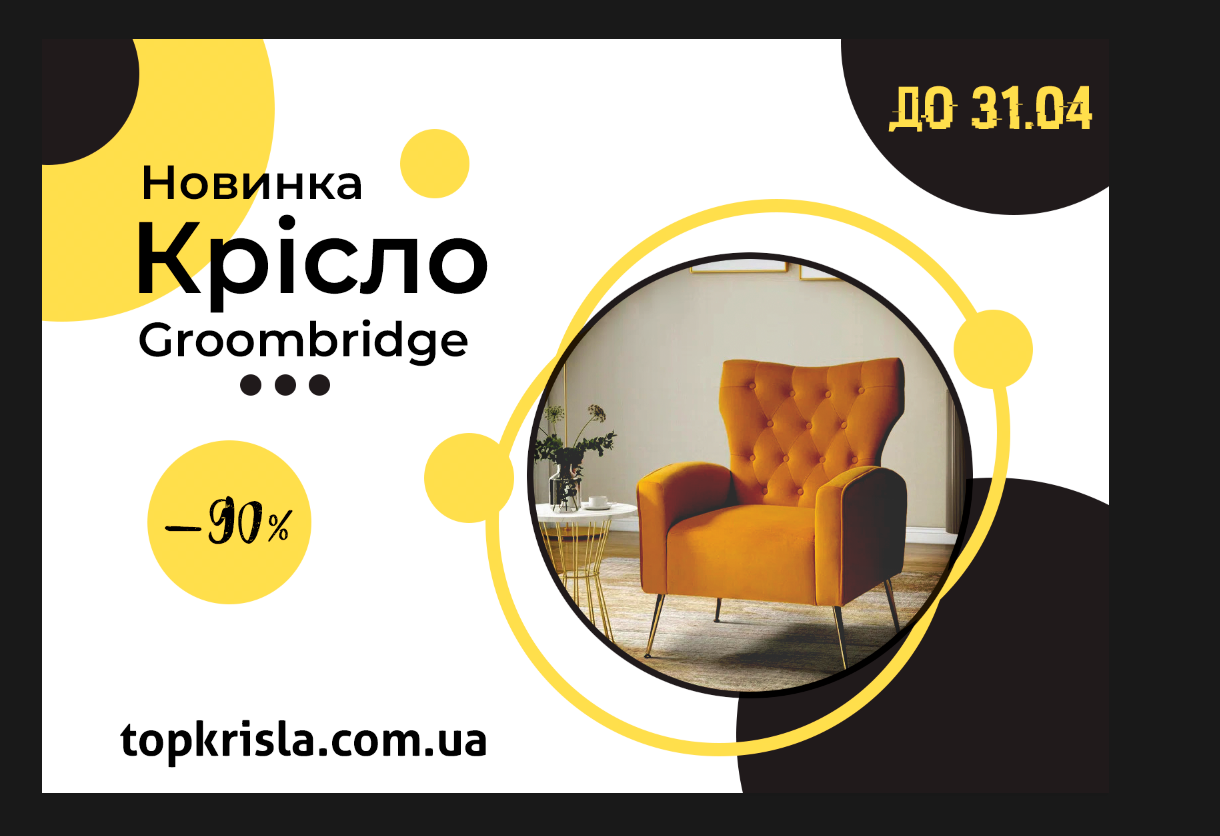 ДО 31.04
Новинка
Крісло
Groombridge
–90%
topkrisla.com.ua